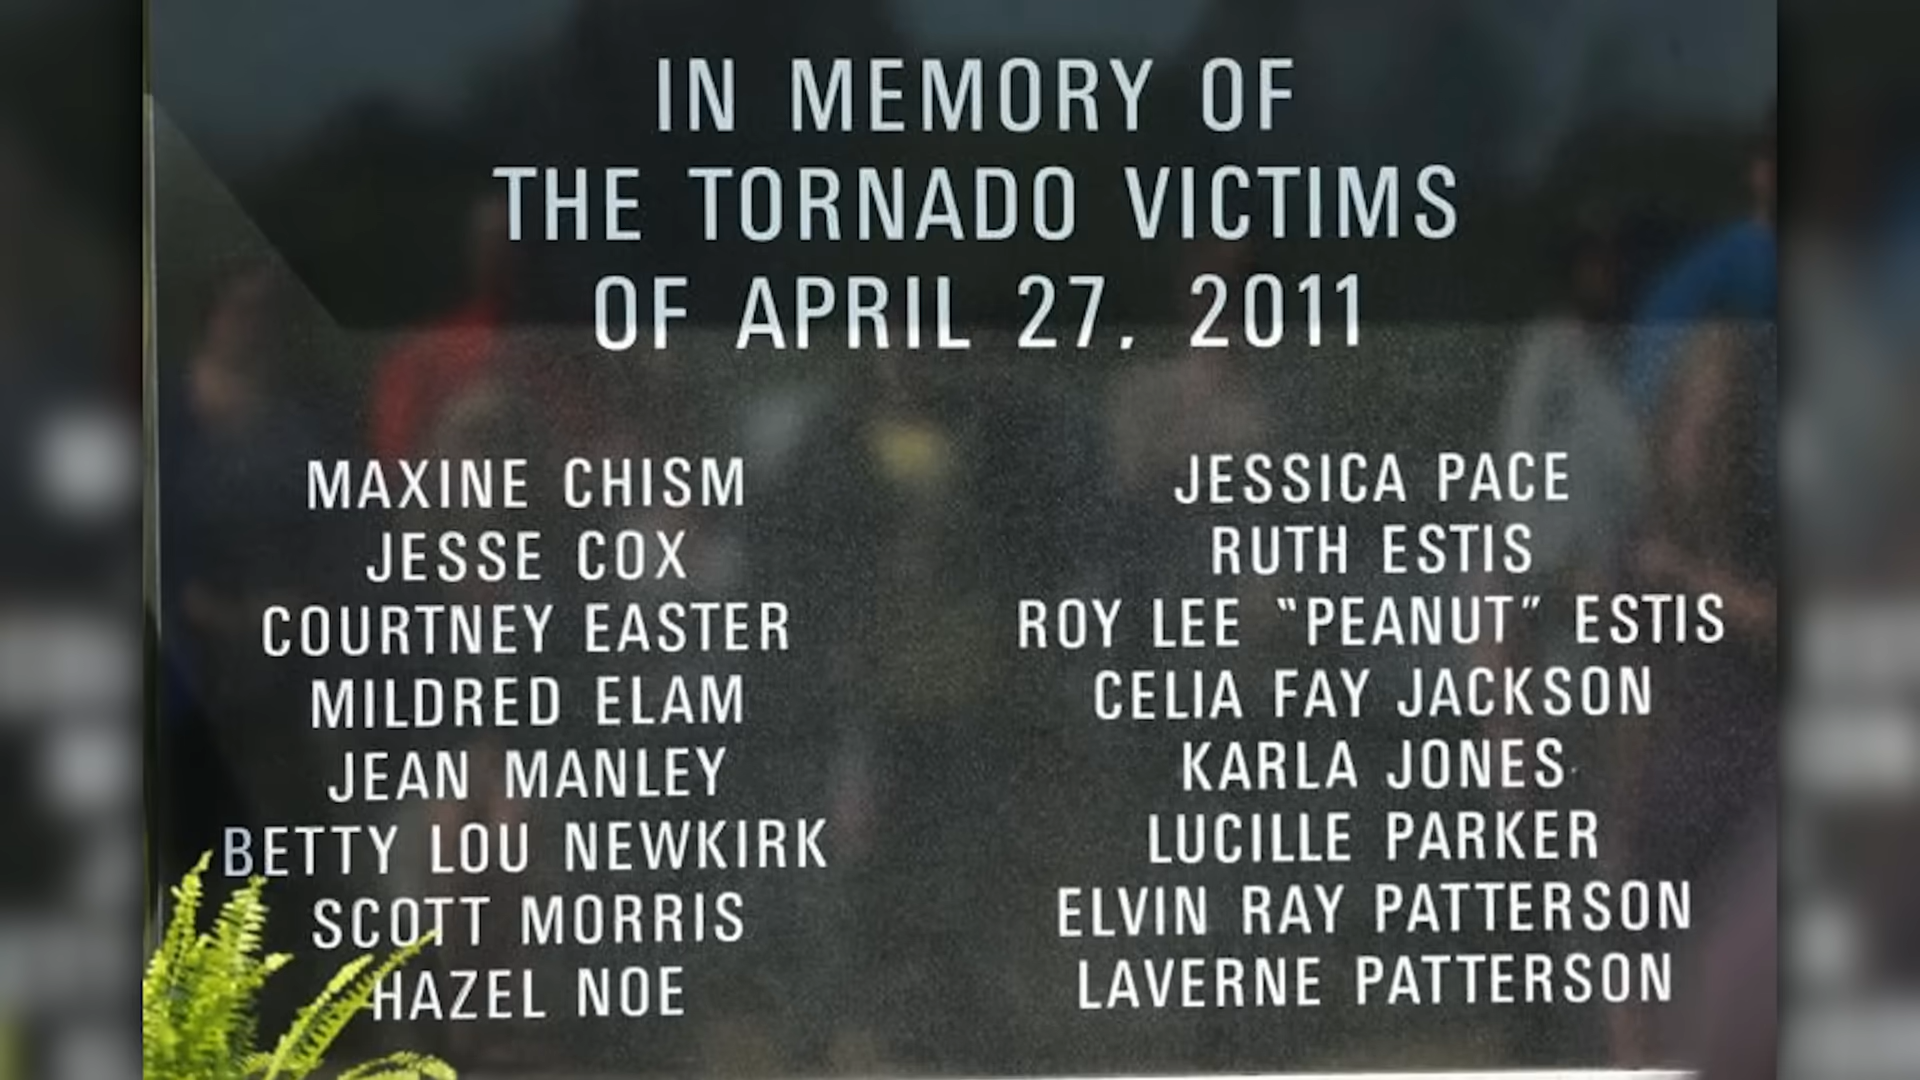 IN MEMORY OF
THE TORNADO VICTIMS
OF APRIL 27, 2011
MAXINE CHISM
JESSE COX
COURTNEY EASTER
MILDRED ELAM
JEAN MANLEY
BETTY LOU NEWKIRK
SCOTT MORRIS
HAZEL NOE
JESSICA PACE
RUTH ESTIS
ROY LEE "PEANUT" ESTIS
CELIA FAY JACKSON
KARLA JONES
LUCILLE PARKER
ELVIN RAY PATTERSON
LAVERNE PATTERSON